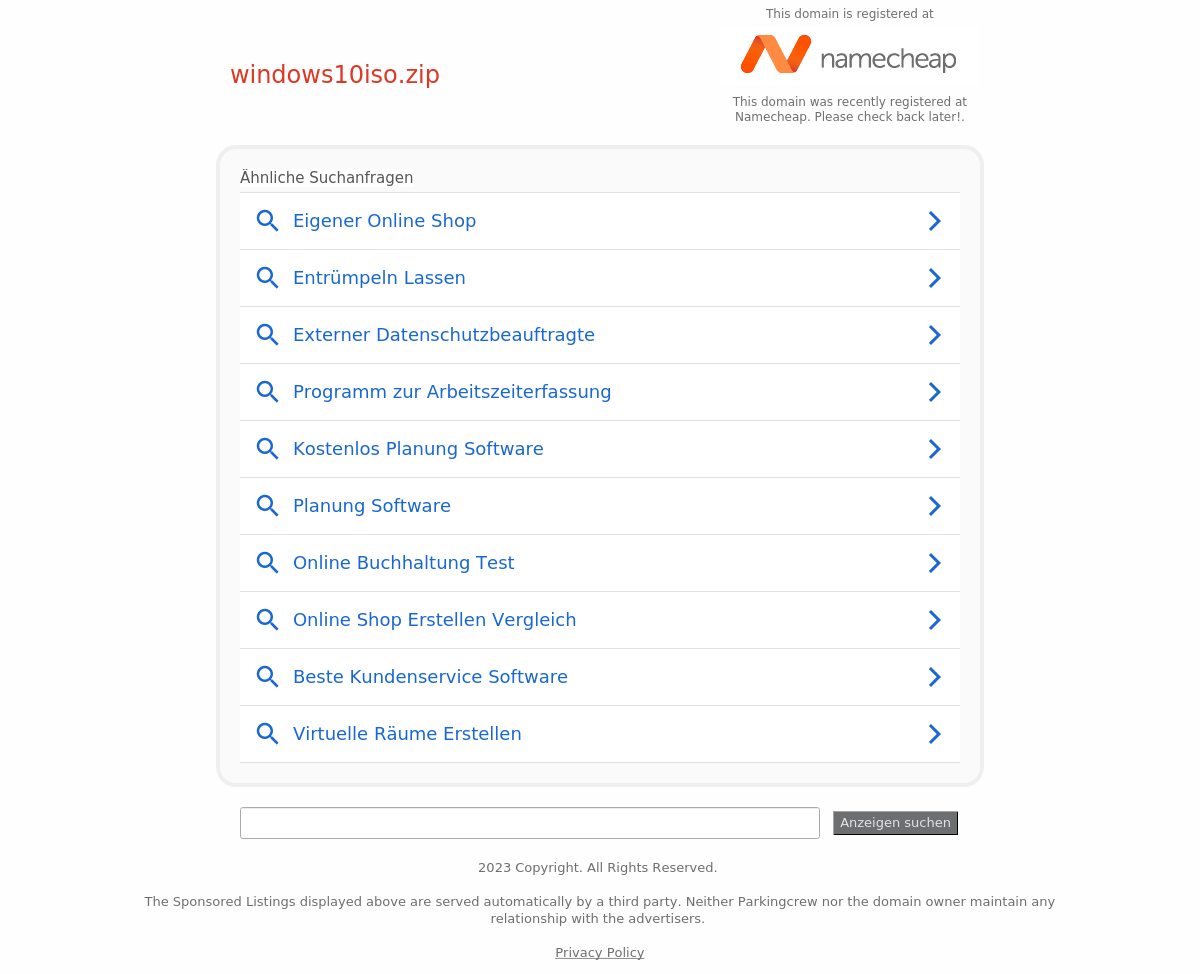 This domain is registered at
windows10iso.zip
namecheap
This domain was recently registered at
Namecheap. Please check back later!.
Ähnliche Suchanfragen
Eigener Online Shop
Entrümpeln Lassen
Externer Datenschutzbeauftragte
Programm zur Arbeitszeiterfassung
Kostenlos Planung Software
Planung Software
Online Buchhaltung Test
Online Shop Erstellen Vergleich
Beste Kundenservice Software
Virtuelle Räume Erstellen
Anzeigen suchen
2023 Copyright. All Rights Reserved.
The Sponsored Listings displayed above are served automatically by a third party. Neither Parkingcrew nor the domain owner maintain any
relationship with the advertisers.
Privacy Policy